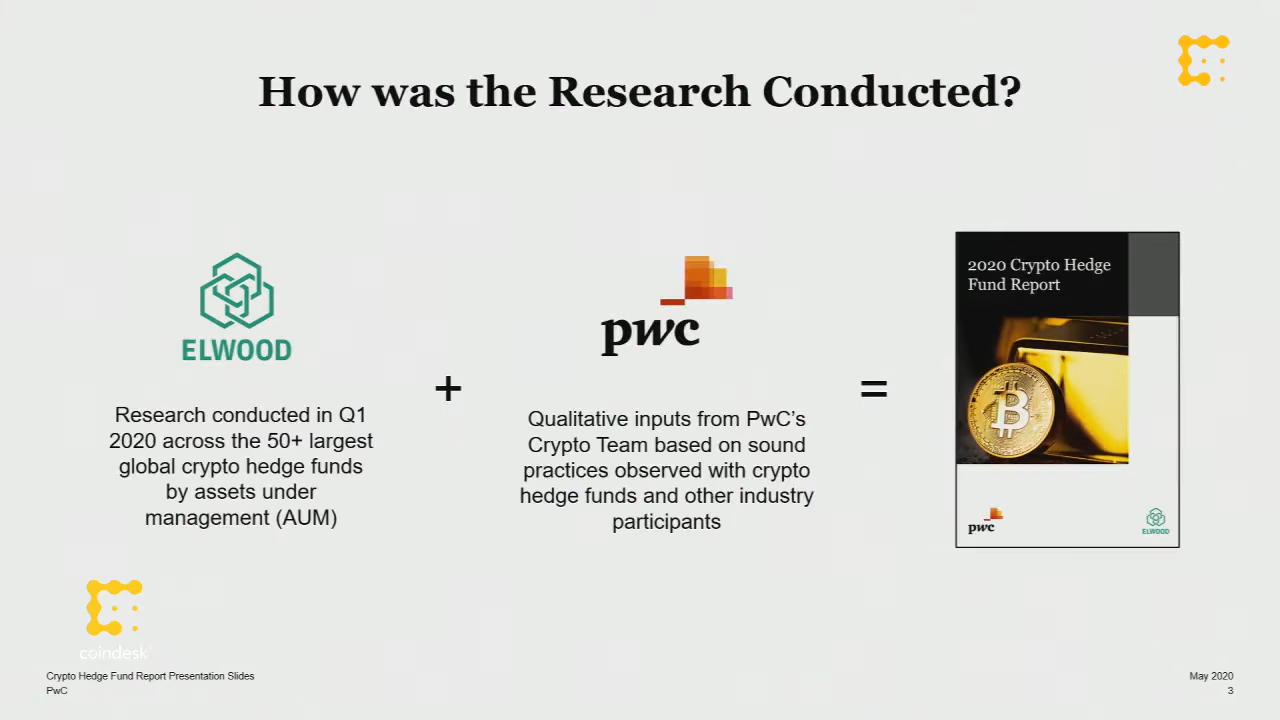 How was the Research Conducted?
ELWOOD
Research conducted in Q1
2020 across the 50+ largest
global crypto hedge funds
by assets under
management (AUM)
+
pwc
Qualitative inputs from PwC's
Crypto Team based on sound
practices observed with crypto
hedge funds and other industry
participants
=
2020 Crypto Hedge
Fund Report
pwc
ELWOOD
coindesk
Crypto Hedge Fund Report Presentation Slides
PwC
May 2020
3